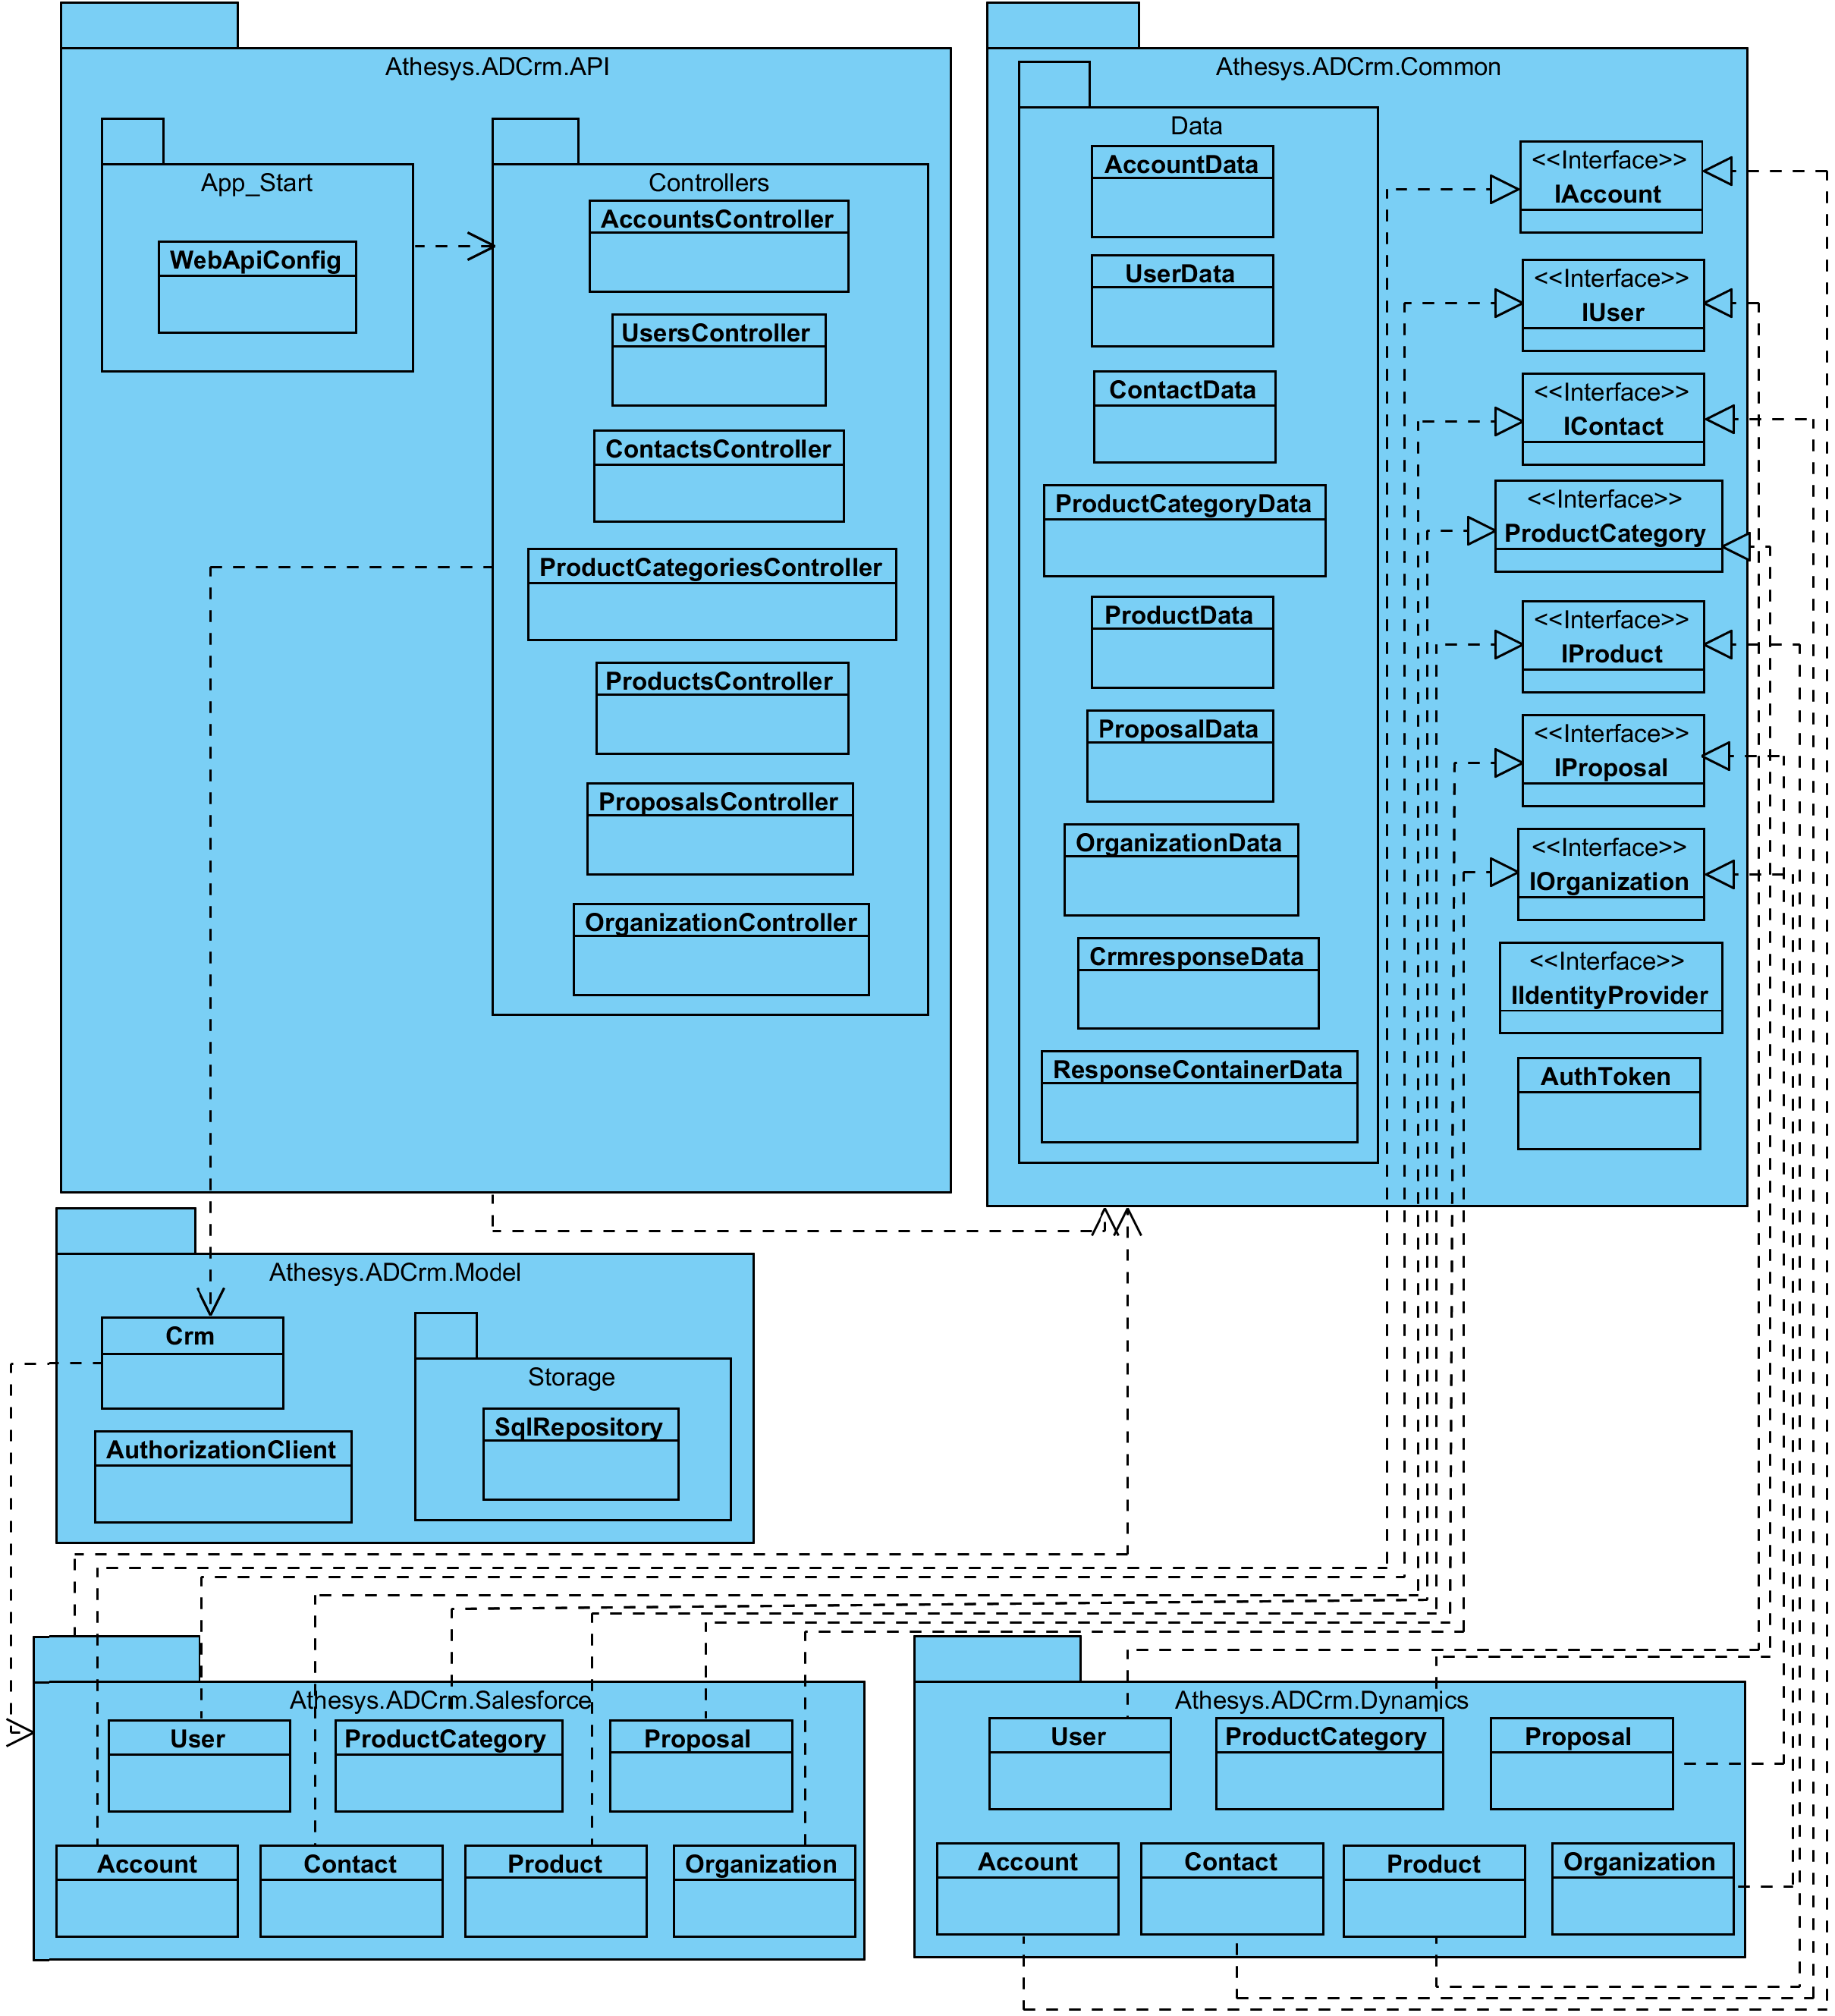 Athesys.ADCrm.API
App_Start
WebApiConfig
Controllers
AccountsController
UsersController
ContactsController
ProductCategoriesController
ProductsController
ProposalsController
OrganizationController
Athesys.ADCrm.Common
Data
AccountData
UserData
ContactData
ProductCategoryData
ProductData
ProposalData
OrganizationData
CrmresponseData
ResponseContainerData
<<Interface>>
IAccount
<<Interface>>
IUser
<<Interface>>
IContact
<<Interface>>
ProductCategory
<<Interface>>
IProduct
<<Interface>>
IProposal
<<Interface>>
IOrganization
<<Interface>>
IIdentityProvider
AuthToken
Athesys.ADCrm.Model
Crm
AuthorizationClient
Storage
SqlRepository
Athesys.ADCrm.Salesforce
User
ProductCategory
Proposal
Account
Contact
Product
Organization
Athesys.ADCrm.Dynamics
User
ProductCategory
Proposal
Account
Contact
Product
Organization